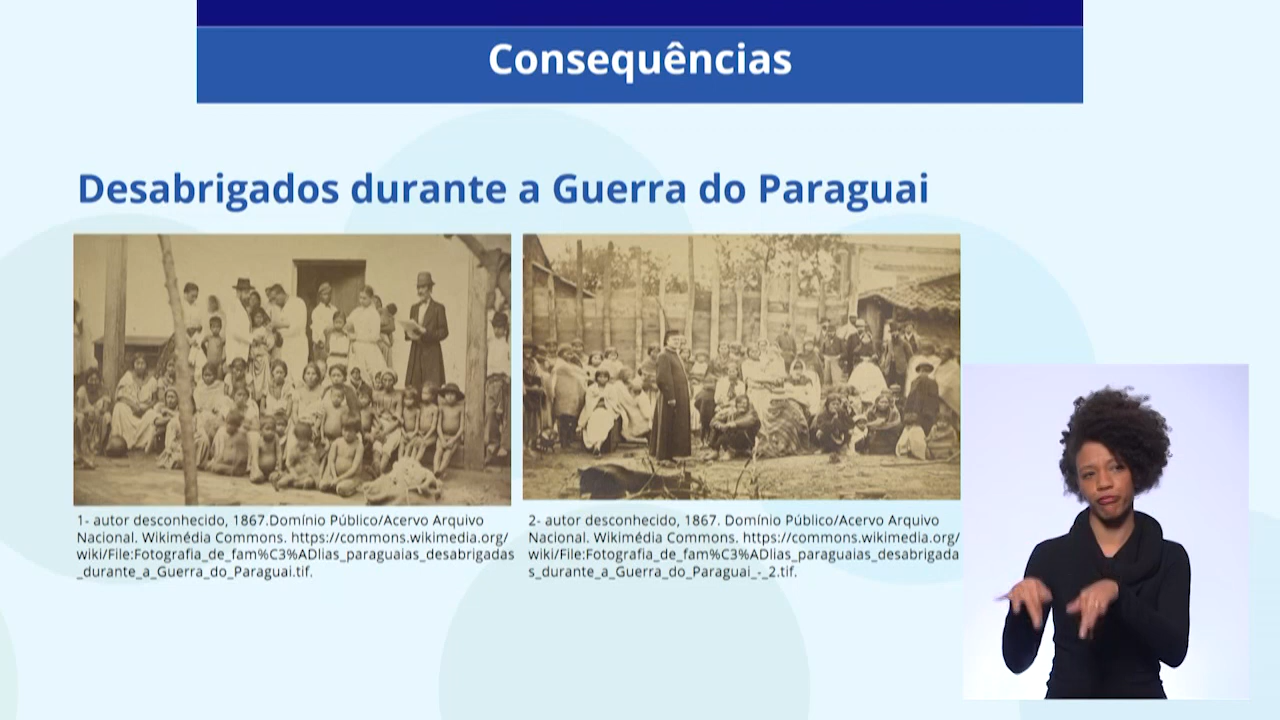 Consequências
Desabrigados durante a Guerra do Paraguai
1- autor desconhecido, 1867.Domínio Público/Acervo Arquivo
Nacional. Wikimédia Commons. https://commons.wikimedia.org/
wiki/File:Fotografia_de_fam%C3%ADlias_paraguaias_desabrigadas
_durante_a_Guerra_do_Paraguai.tif.
2- autor desconhecido, 1867. Domínio Público/Acervo Arquivo
Nacional. Wikimédia Commons. https://commons.wikimedia.org/
wiki/File:Fotografia_de_fam%C3%ADlias_paraguaias_desabrigada
s_durante_a_Guerra_do_Paraguai_-_2.tif.